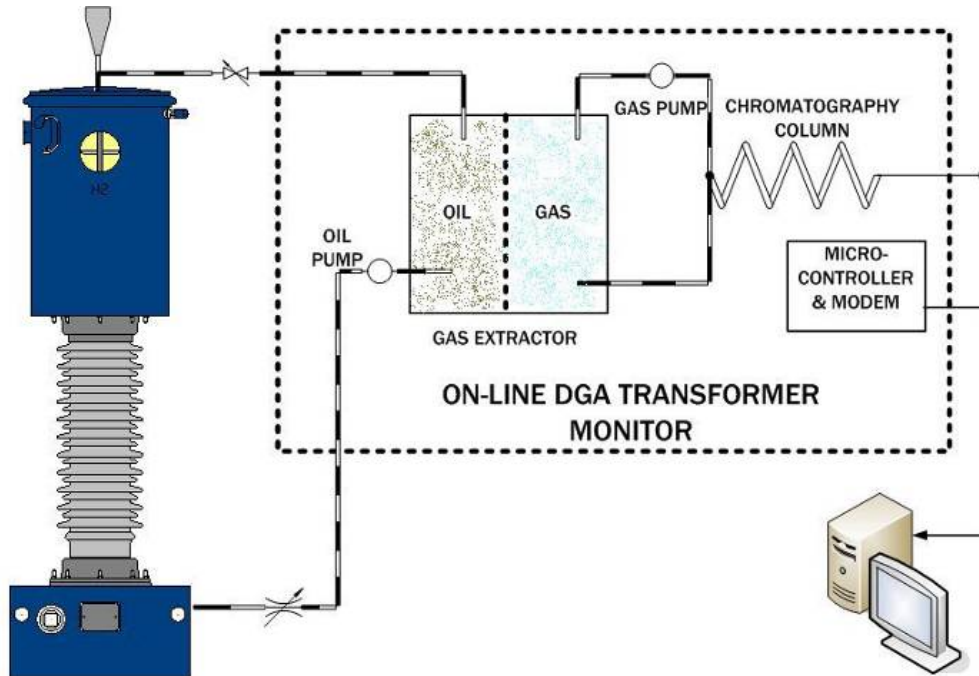 H2
GAS PUMP
CHROMATOGRAPHY
COLUMN
OIL
GAS
OIL
PUMP
MICRO-
CONTROLLER
& MODEM
GAS EXTRACTOR
ON-LINE DGA TRANSFORMER
MONITOR